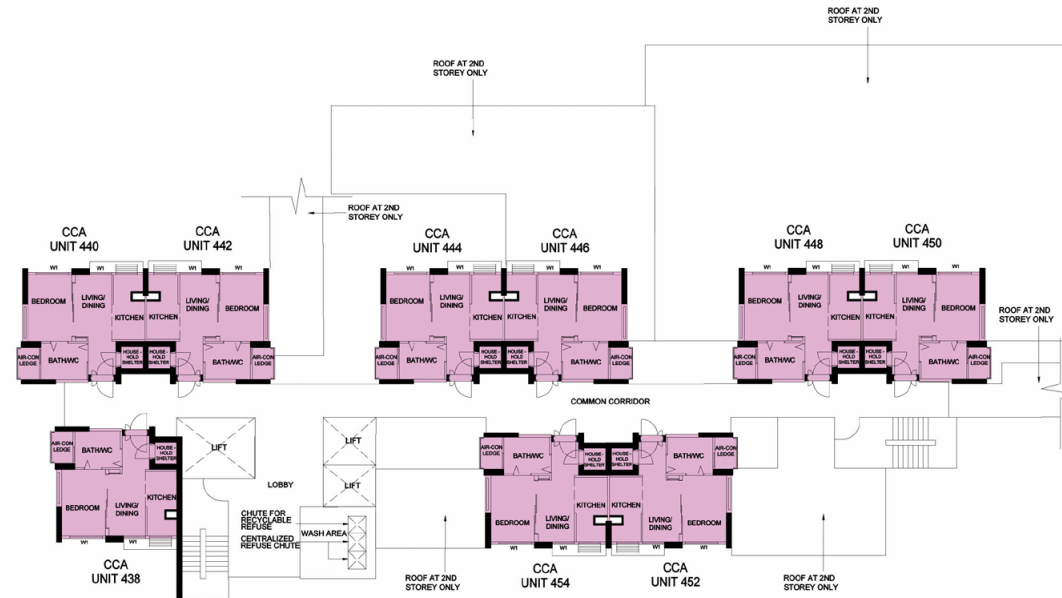 ROOF AT 2ND
STOREY ONLY
ROOF AT 2ND
STOREY ONLY
ROOF AT 2ND
STOREY ONLY
CCA
UNIT 440
CCA
UNIT 442
CCA
UNIT 444
CCA
UNIT 446
CCA
UNIT 448
CCA
UNIT 450
W1
W1
W1
W1
W1
W1
BEDROOM
LIVING/
DINING
KITCHEN
KITCHEN
LIVING/
DINING
BEDROOM
BEDROOM
LIVING/
DINING
KITCHEN
KITCHEN
LIVING/
DINING
BEDROOM
BEDROOM
LIVING/
DINING
KITCHEN
KITCHEN
LIVING/
DINING
BEDROOM
ROOF AT 2ND
STOREY ONLY
AIR-CON
LEDGE
BATH/WC
HOUSE-
HOLD
SHELTER
HOUSE-
HOLD
SHELTER
BATH/WC
AIR-CON
LEDGE
AIR-CON
LEDGE
BATH/WC
HOUSE-
HOLD
SHELTER
HOUSE-
HOLD
SHELTER
BATH/WC
AIR-CON
LEDGE
AIR-CON
LEDGE
BATH/WC
HOUSE-
HOLD
SHELTER
HOUSE-
HOLD
SHELTER
BATH/WC
AIR-CON
LEDGE
COMMON CORRIDOR
AIR-CON
LEDGE
BATH/WC
HOUSE-
HOLD
SHELTER
LIFT
LIFT
LIFT
LOBBY
BEDROOM
LIVING/
DINING
KITCHEN
W1
W1
CCA
UNIT 438
CHUTE FOR
RECYCLABLE
REFUSE
CENTRALIZED
REFUSE CHUTE
WASH AREA
AIR-CON
LEDGE
BATH/WC
HOUSE-
HOLD
SHELTER
HOUSE-
HOLD
SHELTER
BATH/WC
AIR-CON
LEDGE
BEDROOM
LIVING/
DINING
KITCHEN
KITCHEN
LIVING/
DINING
BEDROOM
W1
W1
W1
W1
CCA
UNIT 454
CCA
UNIT 452
ROOF AT 2ND
STOREY ONLY
ROOF AT 2ND
STOREY ONLY